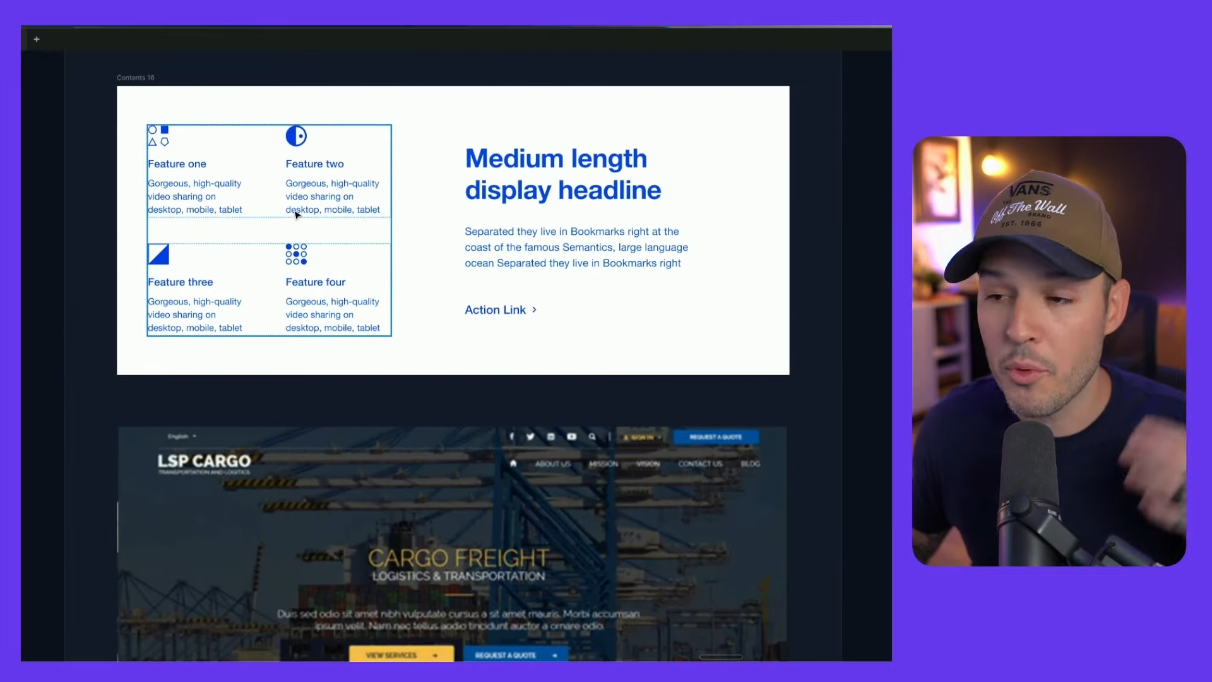 +
Contents 16
Feature one
Gorgeous, high-quality
video sharing on
desktop, mobile, tablet
Feature two
Gorgeous, high-quality
video sharing on
desktop, mobile, tablet
Feature three
Gorgeous, high-quality
video sharing on
desktop, mobile, tablet
Feature four
Gorgeous, high-quality
video sharing on
desktop, mobile, tablet
Medium length
display headline
Separated they live in Bookmarks right at the
coast of the famous Semantics, large language
ocean Separated they live in Bookmarks right
Action Link >
English
SIGN IN
REQUEST A QUOTE
LSP CARGO
TRANSPORTATION AND LOGITICS
ABOUT US MISSION VISION CONTACT US BLOG
CARGO FREIGHT
LOGISTICS & TRANSPORTATION
Duis sed odio sit amet nibh vulputate cursus a sit amet mauris. Morbi accumsan
ipsum velit. Nam nec tellus aodio tincidunt auctor a ornare odio.
VIEW SERVICES
REQUEST A QUOTE
VANS
"Off The Wall"
BRAND
EST. 1966